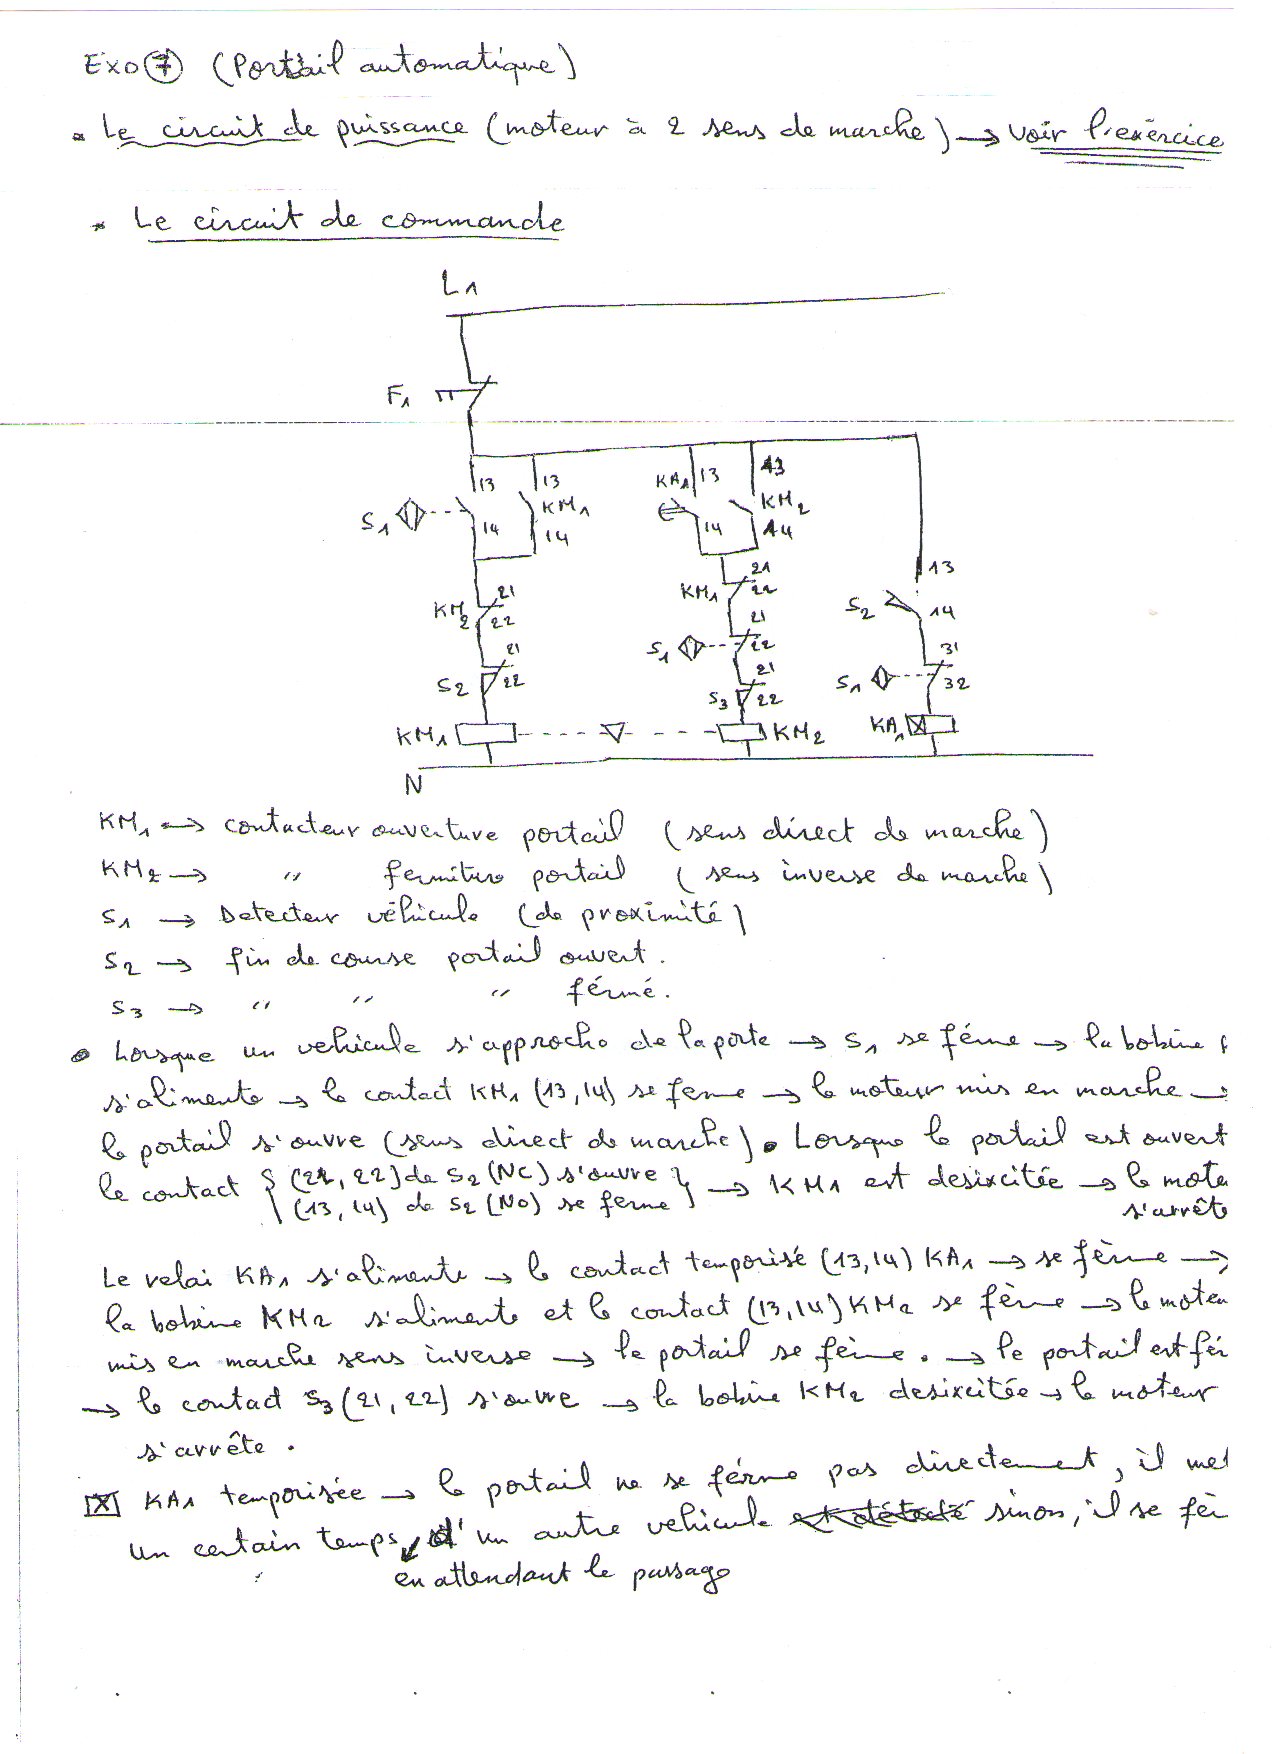 Exo 7 (Portail automatique)
* Le circuit de puissance (moteur à 2 sens de marche) → voir l'exercice
* Le circuit de commande
L1
F1
13 13 KA1 13 43
S1 KM1 KM2
14 14 14 44
21 13
KM1 22 S2 14
KM2 21 22 21
S1 22 31
S2 21 22 21 S1 32
S3 22
KM1 KM2 KA1
N
KM1 → contacteur ouverture portail (sens direct de marche)
KM2 → " fermiture portail (sens inverse de marche)
S1 → Detecteur véhicule (de proximité)
S2 → fin de course portail ouvert.
S3 → " " " férmé.
• Lorsque un vehicule s'approche de la porte → S1 se féme → la bobine
s'alimente → le contact KM1 (13,14) se ferme → le moteur mis en marche →
le portail s'ouvre (sens direct de marche). Lorsque le portail est ouvert
le contact { (21, 22) de S2 (NC) s'ouvre } → KM1 est desixcitée → le mote
(13, 14) de S2 (No) se ferme s'arrête
Le relai KA1 s'alimente → le contact temporisé (13,14) KA1 → se fème →
la bobine KM2 s'alimente et le contact (13,14) KM2 se fème → le moteu
mis en marche sens inverse → le portail se fème. → le portail est fér
→ le contact S3 (21, 22) s'ouvre → la bobine KM2 desixcitée → le moteur
s'arrête.
KA1 temporisée → le portail ne se férme pas directement, il met
un certain temps d'un autre vehicule sinon, il se fér
en attendant le passage